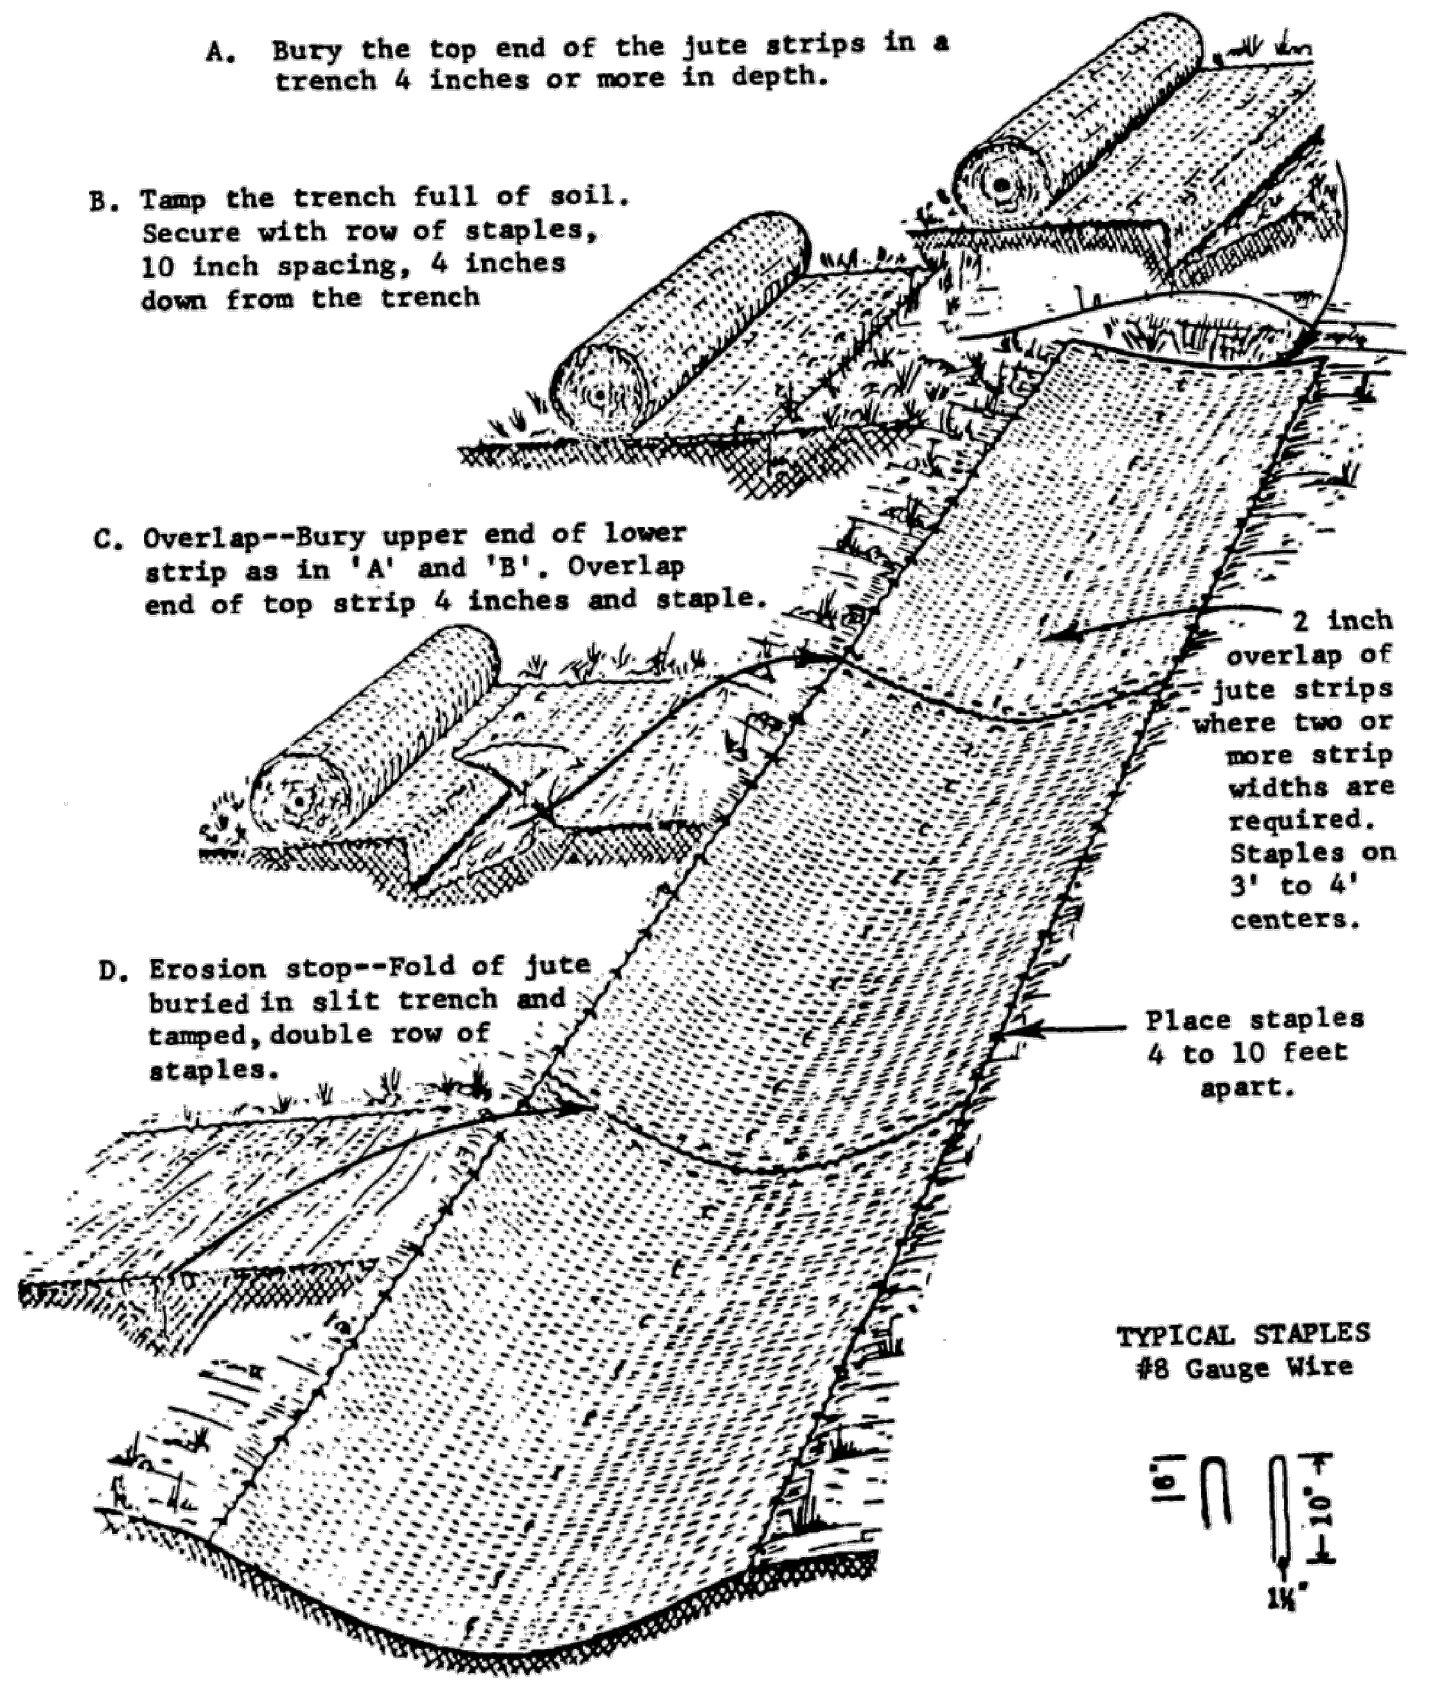 A. Bury the top end of the jute strips in a
trench 4 inches or more in depth.
B. Tamp the trench full of soil.
Secure with row of staples,
10 inch spacing, 4 inches
down from the trench
C. Overlap--Bury upper end of lower
strip as in 'A' and 'B'. Overlap
end of top strip 4 inches and staple.
2 inch
overlap of
jute strips
where two or
more strip
widths are
required.
Staples on
3' to 4'
centers.
D. Erosion stop--Fold of jute
buried in slit trench and
tamped, double row of
staples.
Place staples
4 to 10 feet
apart.
TYPICAL STAPLES
#8 Gauge Wire
10"
1½"